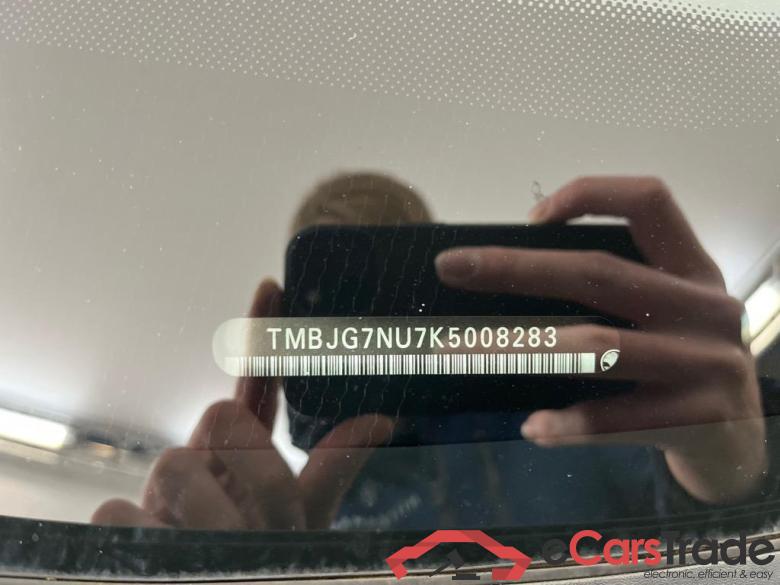 TMBJG7NU7K5008283
eCarsTrade
electronic, efficient & easy